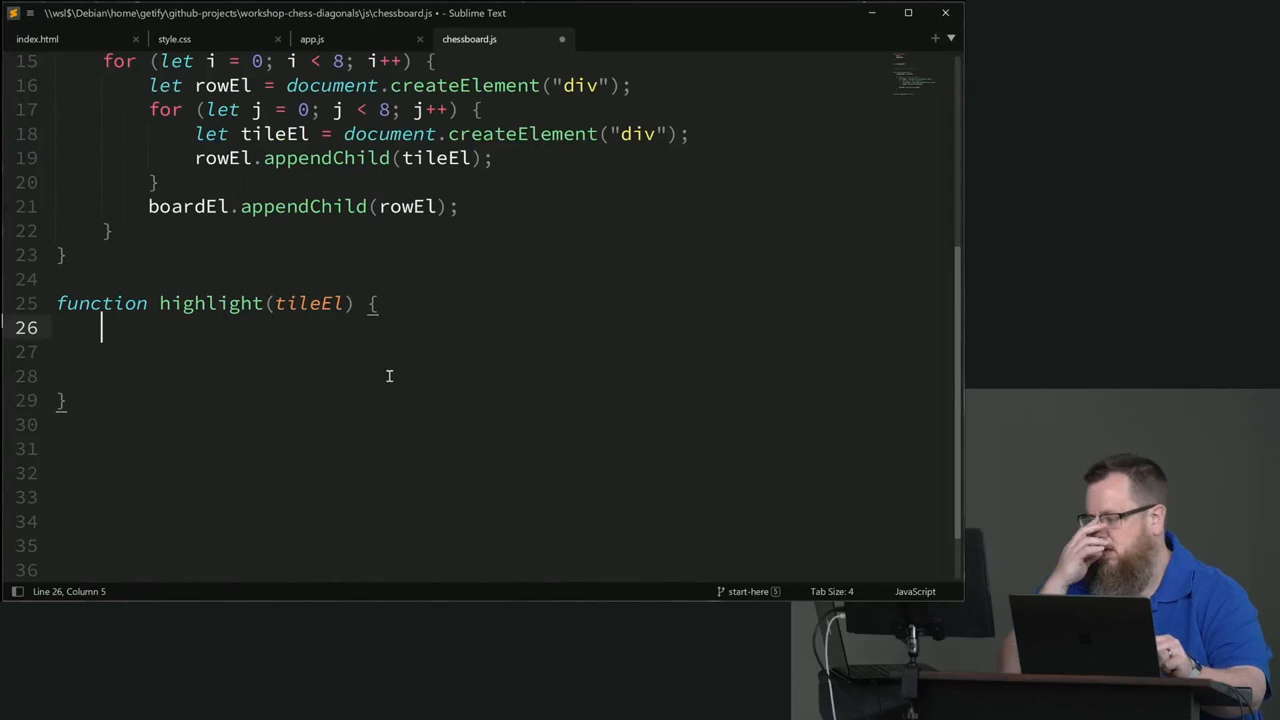 \\wsl$\Debian\home\getify\github-projects\workshop-chess-diagonals\js\chessboard.js • - Sublime Text
index.html
style.css
app.js
chessboard.js
15 for (let i = 0; i < 8; i++) {
16 let rowEl = document.createElement("div");
17 for (let j = 0; j < 8; j++) {
18 let tileEl = document.createElement("div");
19 rowEl.appendChild(tileEl);
20 }
21 boardEl.appendChild(rowEl);
22 }
23 }
24
25 function highlight(tileEl) {
26
27
28
29 }
30
31
32
33
34
35
36
Line 26, Column 5
start-here 5
Tab Size: 4
JavaScript